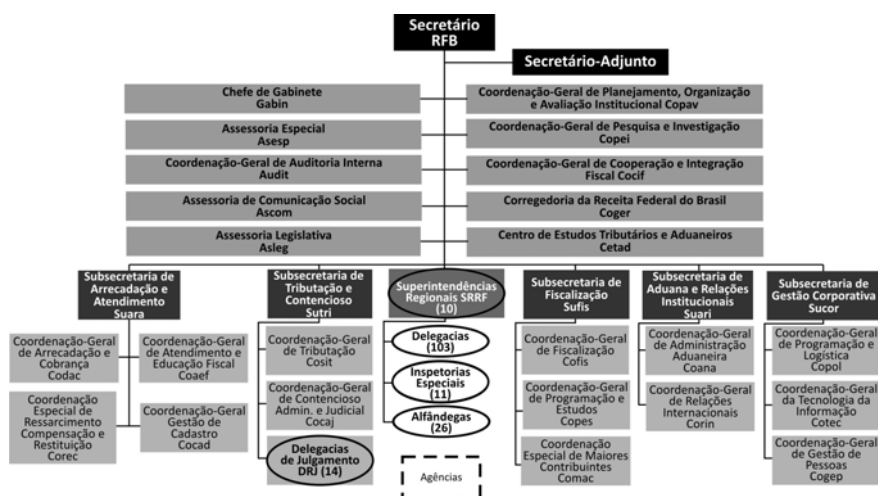 Secretário
RFB
Secretário-Adjunto
Chefe de Gabinete
Gabin
Coordenação-Geral de Planejamento, Organização
e Avaliação Institucional Copav
Assessoria Especial
Asesp
Coordenação-Geral de Pesquisa e Investigação
Copei
Coordenação-Geral de Auditoria Interna
Audit
Coordenação-Geral de Cooperação e Integração
Fiscal Cocif
Assessoria de Comunicação Social
Ascom
Corregedoria da Receita Federal do Brasil
Coger
Assessoria Legislativa
Asleg
Centro de Estudos Tributários e Aduaneiros
Cetad
Subsecretaria de
Arrecadação e
Atendimento
Suara
Coordenação-Geral
de Arrecadação e
Cobrança
Codac
Coordenação-Geral
de Atendimento e
Educação Fiscal
Coaef
Coordenação
Especial de
Ressarcimento
Compensação e
Restituição
Corec
Coordenação-Geral
Gestão de
Cadastro
Cocad
Subsecretaria de
Tributação e
Contencioso
Sutri
Coordenação-Geral
de Tributação
Cosit
Coordenação-Geral
de Contencioso
Admin. e Judicial
Cocaj
Delegacias
de Julgamento
DRJ (14)
Superintendências
Regionais SRRF
(10)
Delegacias
(103)
Inspetorias
Especiais
(11)
Alfândegas
(26)
Agências
Subsecretaria de
Fiscalização
Sufis
Coordenação-Geral
de Fiscalização
Cofis
Coordenação-Geral
de Programação e
Estudos
Copes
Coordenação
Especial de Maiores
Contribuintes
Comac
Subsecretaria de
Aduana e Relações
Institucionais
Suari
Coordenação-Geral
de Administração
Aduaneira
Coana
Coordenação-Geral
de Relações
Internacionais
Corin
Subsecretaria de
Gestão Corporativa
Sucor
Coordenação-Geral
de Programação e
Logística
Copol
Coordenação-Geral
da Tecnologia da
Informação
Cotec
Coordenação-Geral
de Gestão de
Pessoas
Cogep